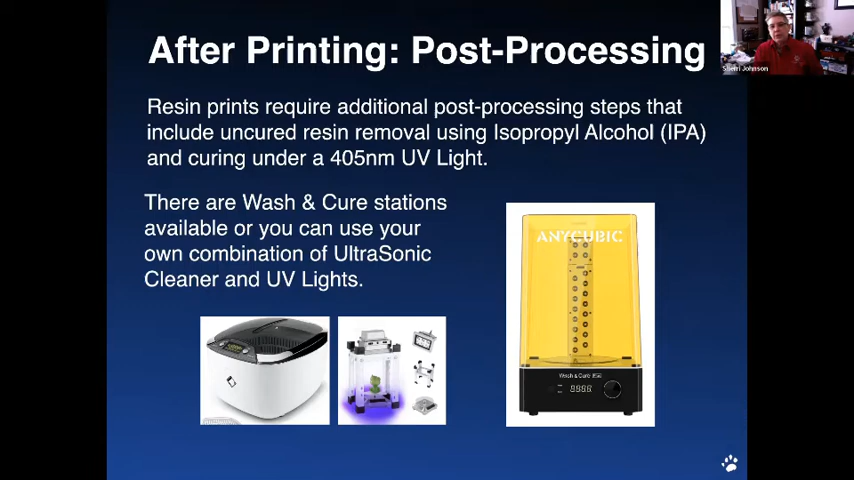 After Printing: Post-Processing
Sherri Johnson
Resin prints require additional post-processing steps that
include uncured resin removal using Isopropyl Alcohol (IPA)
and curing under a 405nm UV Light.
There are Wash & Cure stations
available or you can use your
own combination of UltraSonic
Cleaner and UV Lights.
ANYCUBIC
Wash & Cure